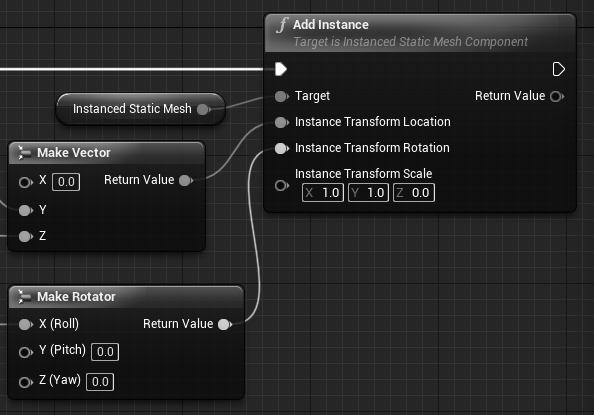 Add Instance
Target is Instanced Static Mesh Component
Instanced Static Mesh
Target
Return Value
Instance Transform Location
Instance Transform Rotation
Instance Transform Scale
X 1.0 Y 1.0 Z 0.0
Make Vector
X 0.0 Return Value
Y
Z
Make Rotator
X (Roll) Return Value
Y (Pitch) 0.0
Z (Yaw) 0.0